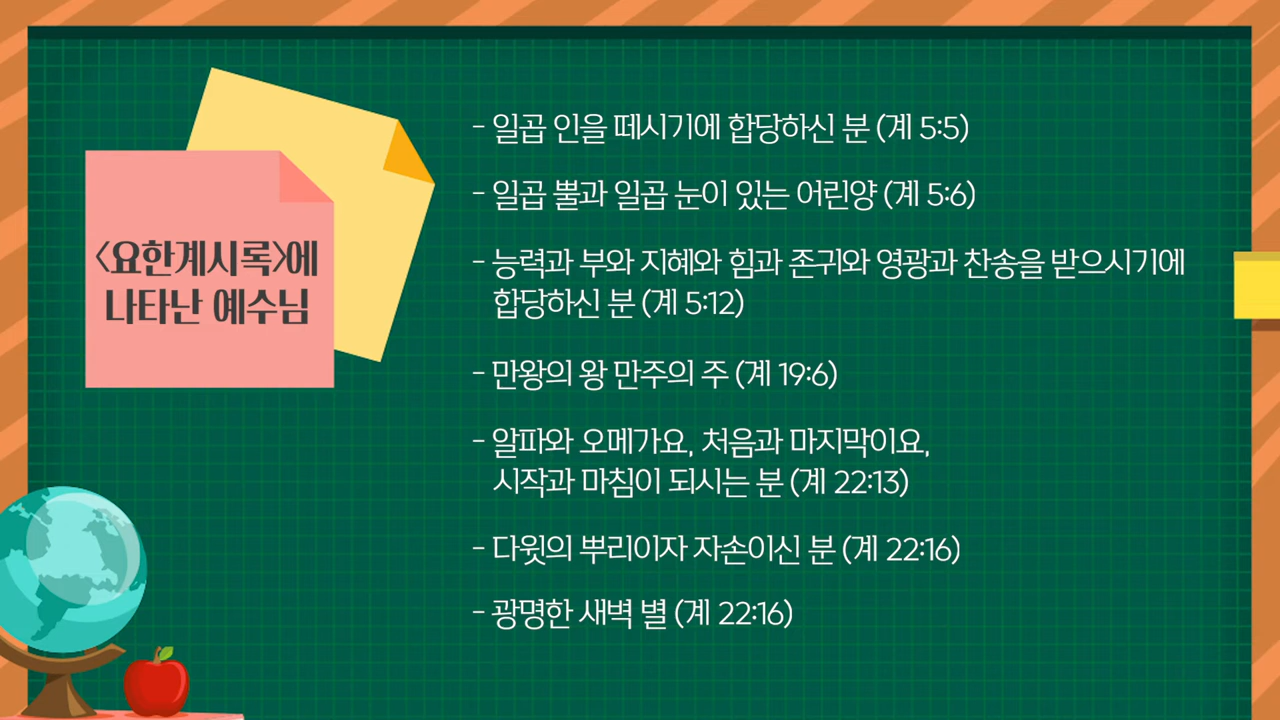 <요한계시록>에
나타난 예수님
- 일곱 인을 떼시기에 합당하신 분 (계 5:5)
- 일곱 뿔과 일곱 눈이 있는 어린양 (계 5:6)
- 능력과 부와 지혜와 힘과 존귀와 영광과 찬송을 받으시기에
합당하신 분 (계 5:12)
- 만왕의 왕 만주의 주 (계 19:6)
- 알파와 오메가요, 처음과 마지막이요,
시작과 마침이 되시는 분 (계 22:13)
- 다윗의 뿌리이자 자손이신 분 (계 22:16)
- 광명한 새벽 별 (계 22:16)